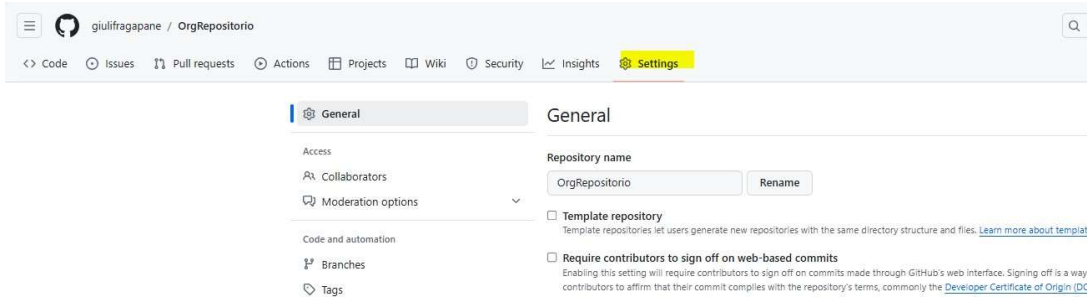 giulifragapane / OrgRepositorio
<> Code Issues Pull requests Actions Projects Wiki Security Insights Settings
General
General
Access
Collaborators
Moderation options
Code and automation
Branches
Tags
Repository name
OrgRepositorio Rename
Template repository
Template repositories let users generate new repositories with the same directory structure and files. Learn more about templat
Require contributors to sign off on web-based commits
Enabling this setting will require contributors to sign off on commits made through GitHub's web interface. Signing off is a way
contributors to affirm that their commit complies with the repository's terms, commonly the Developer Certificate of Origin (DC